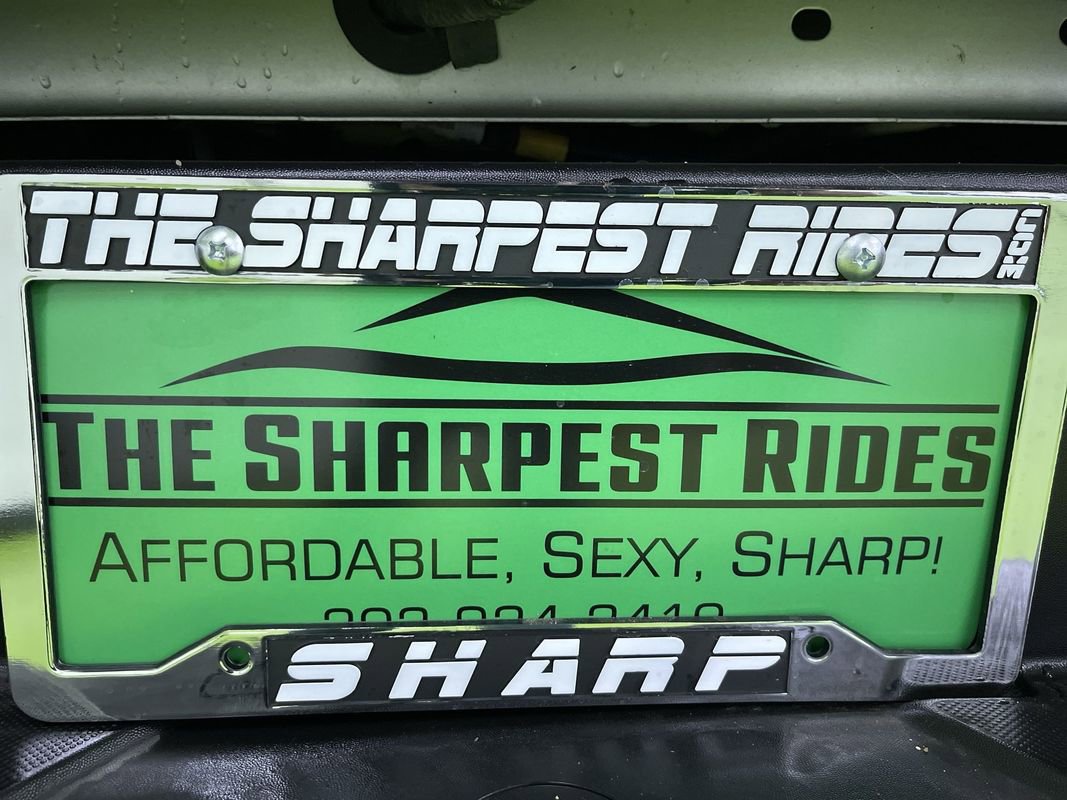 THE SHARPEST RIDES.COM
THE SHARPEST RIDES
AFFORDABLE, SEXY, SHARP!
SHARP